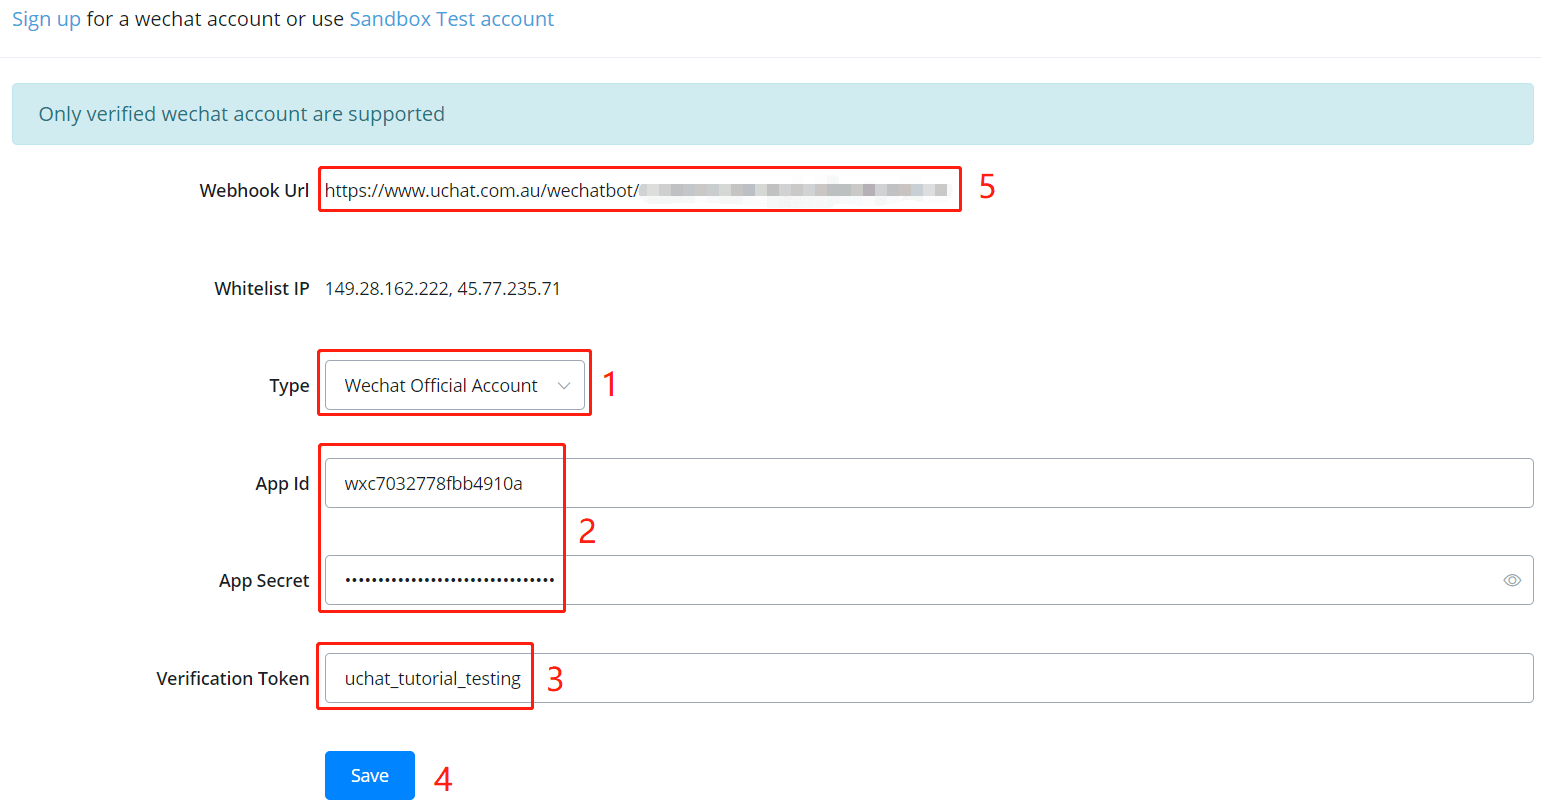 Sign up for a wechat account or use Sandbox Test account
Only verified wechat account are supported
Webhook Url https://www.uchat.com.au/wechatbot/ 5
Whitelist IP 149.28.162.222, 45.77.235.71
Type Wechat Official Account 1
App Id wxc7032778fbb4910a
2
App Secret ••••••••••••••••••••••••••••••••
Verification Token uchat_tutorial_testing 3
Save 4